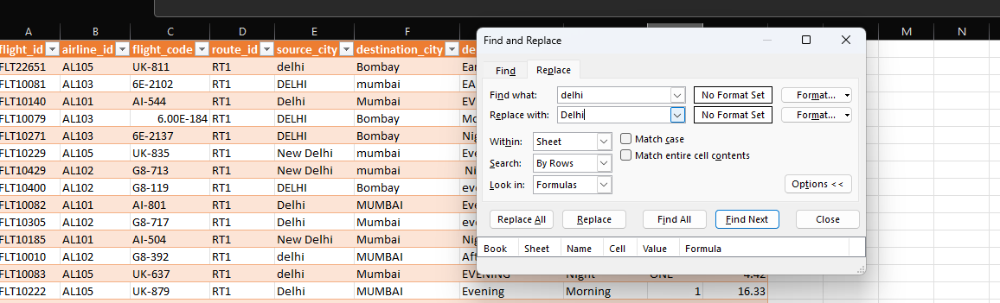 A B C D E F M N
flight_id airline_id flight_code route_id source_city destination_city de
FLT22651 AL105 UK-811 RT1 delhi Bombay Ear
FLT10081 AL103 6E-2102 RT1 DELHI mumbai EA
FLT10140 AL101 AI-544 RT1 DELHI Mumbai EV
FLT10079 AL103 6.00E-184 RT1 DELHI Bombay Mo
FLT10271 AL103 6E-2137 RT1 DELHI Bombay Nig
FLT10229 AL105 UK-835 RT1 New Delhi mumbai Eve
FLT10429 AL102 G8-713 RT1 New Delhi mumbai Ni
FLT10400 AL102 G8-119 RT1 DELHI Bombay eve
FLT10082 AL101 AI-801 RT1 Delhi MUMBAI Eve
FLT10305 AL102 G8-717 RT1 Delhi Mumbai eve
FLT10185 AL101 AI-504 RT1 New Delhi Mumbai Nig
FLT10010 AL102 G8-392 RT1 delhi MUMBAI Aft
FLT10083 AL105 UK-637 RT1 delhi Mumbai EVENING Night ONE 4.42
FLT10222 AL105 UK-879 RT1 Delhi MUMBAI Evening Morning 1 16.33
Find and Replace
Find Replace
Find what: delhi No Format Set Format...
Replace with: Delhi No Format Set Format...
Within: Sheet Match case
Match entire cell contents
Search: By Rows
Look in: Formulas Options <<
Replace All Replace Find All Find Next Close
Book Sheet Name Cell Value Formula